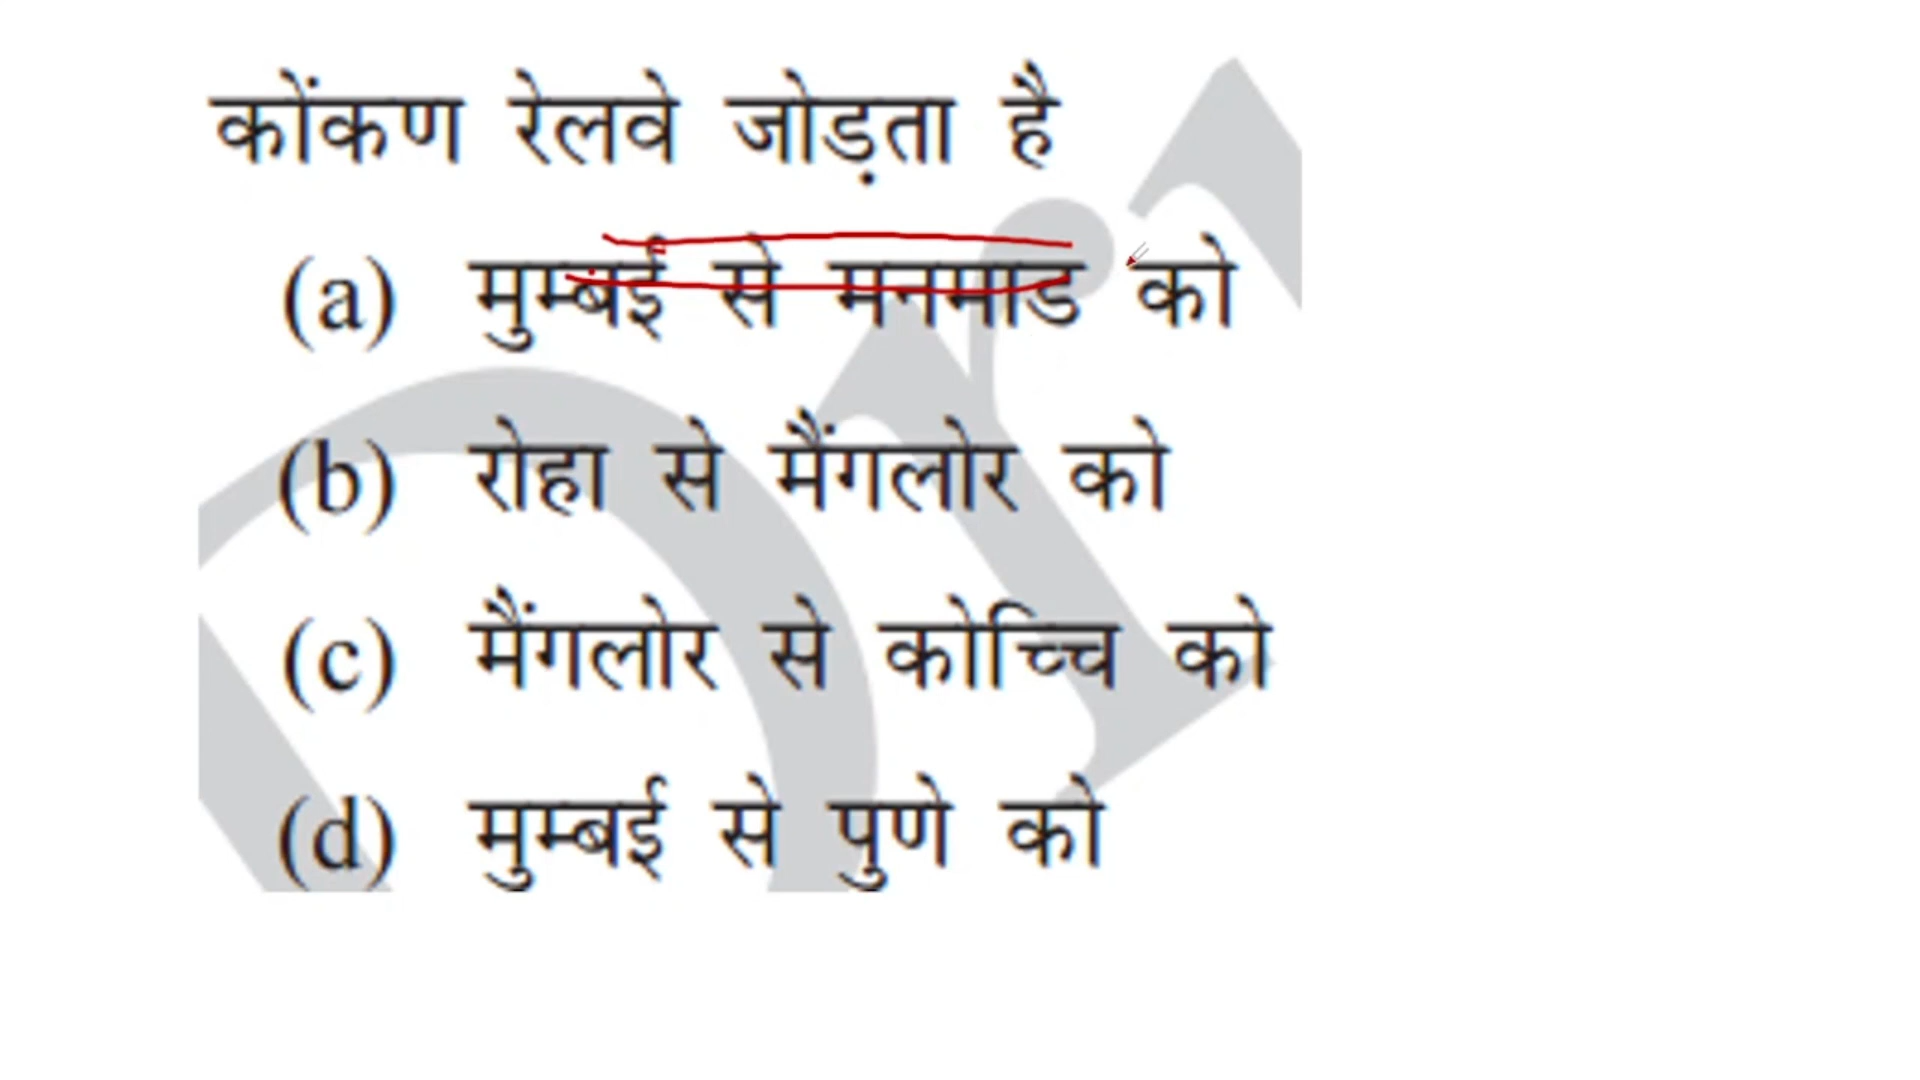 कोंकण रेलवे जोड़ता है
(a) मुम्बई से मनमाड को
(b) रोहा से मैंगलोर को
(c) मैंगलोर से कोच्चि को
(d) मुम्बई से पुणे को